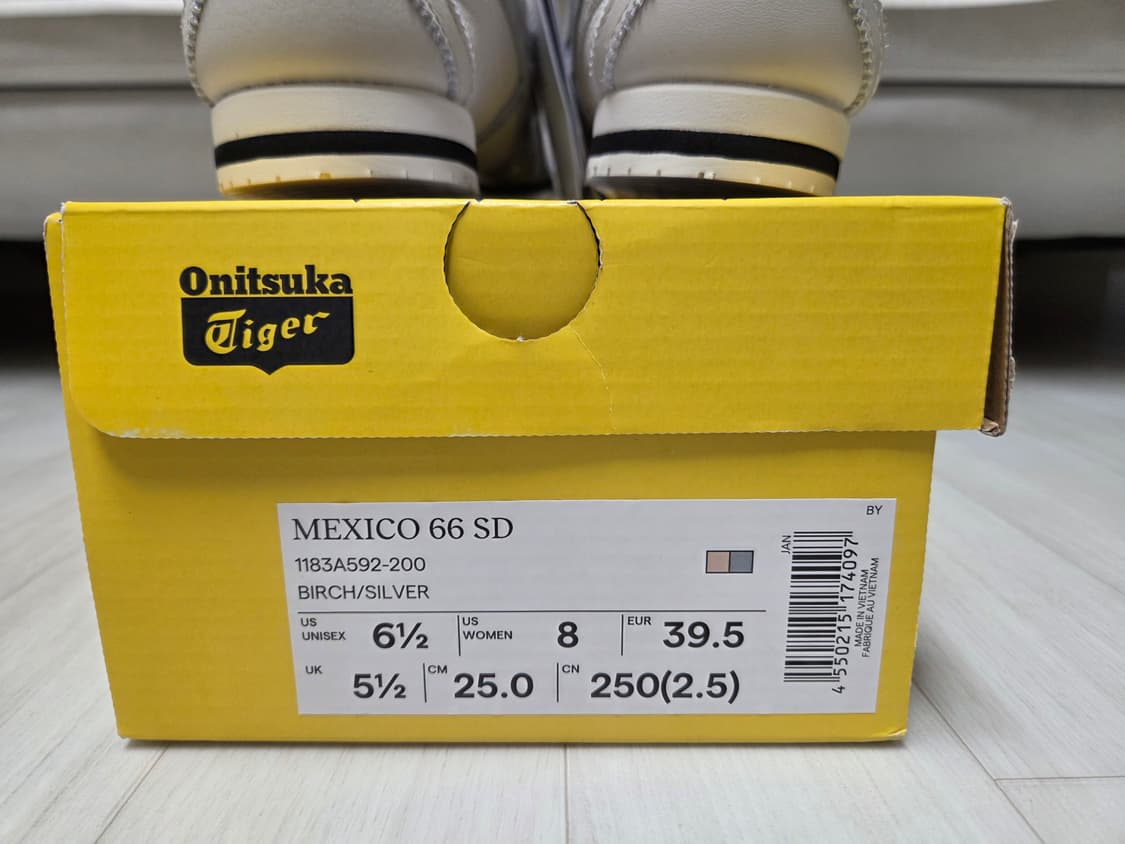 Onitsuka
Tiger
MEXICO 66 SD
1183A592-200
BIRCH/SILVER
US UNISEX 6½ US WOMEN 8 EUR 39.5
UK 5½ CM 25.0 CN 250(2.5)
BY
JAN
4 550215 174097
MADE IN VIETNAM
FABRIQUE AU VIETNAM